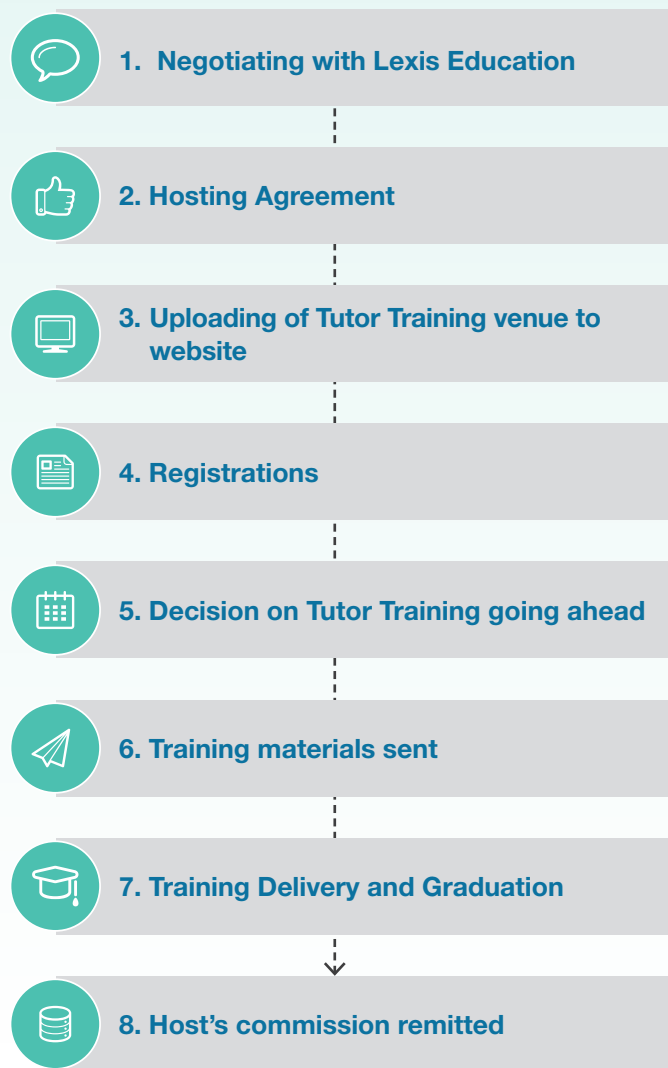 1. Negotiating with Lexis Education
2. Hosting Agreement
3. Uploading of Tutor Training venue to
website
4. Registrations
5. Decision on Tutor Training going ahead
6. Training materials sent
7. Training Delivery and Graduation
8. Host’s commission remitted